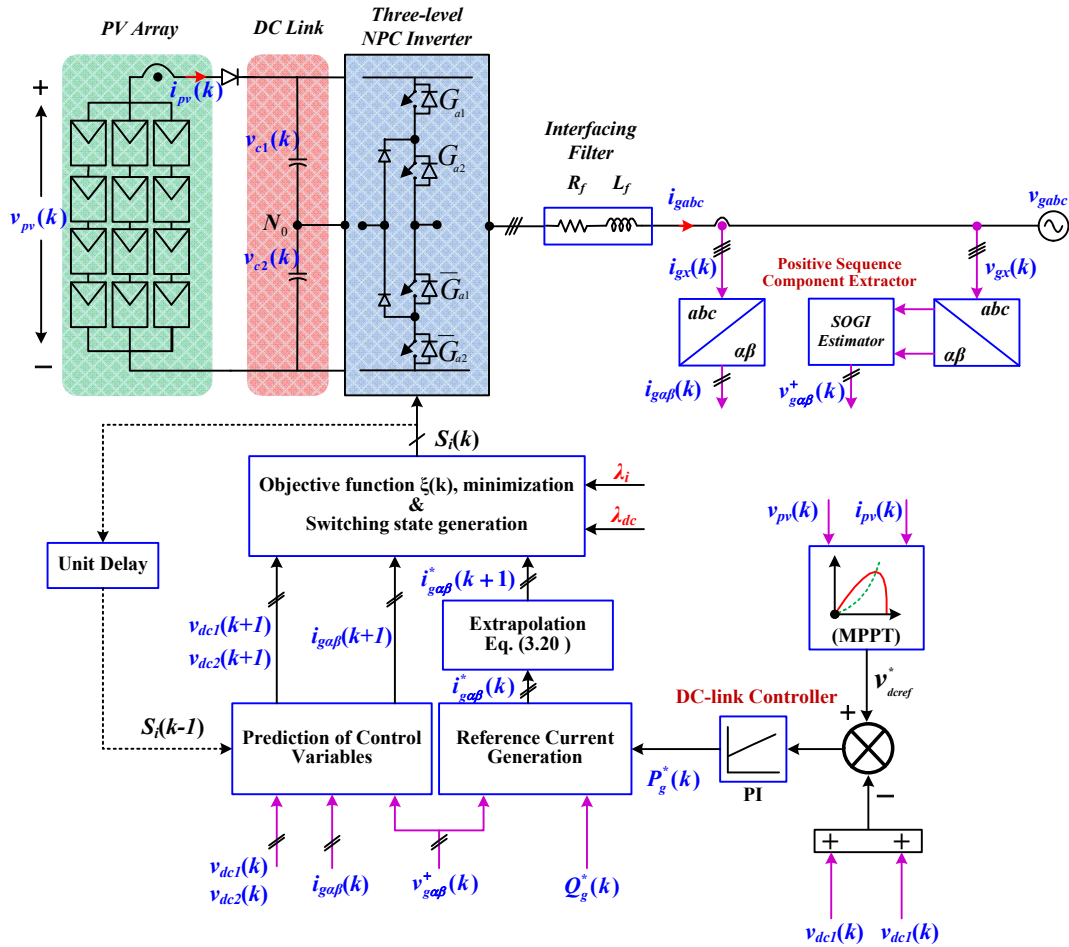 PV Array
DC Link
Three-level
NPC Inverter
+
i_pv(k)
v_pv(k)
−
v_c1(k)
N_0
v_c2(k)
G_a1
G_a2
G̅_a1
G̅_a2
Interfacing
Filter
R_f L_f
i_gabc
v_gabc
i_gx(k)
v_gx(k)
Positive Sequence
Component Extractor
abc
αβ
SOGI
Estimator
abc
αβ
i_gαβ(k)
v^+_gαβ(k)
S_i(k)
Objective function ξ(k), minimization
&
Switching state generation
λ_i
λ_dc
Unit Delay
v_dc1(k+1)
v_dc2(k+1)
i_gαβ(k+1)
i^*_gαβ(k+1)
Extrapolation
Eq. (3.20 )
i^*_gαβ(k)
S_i(k-1)
Prediction of Control
Variables
Reference Current
Generation
v_dc1(k)
v_dc2(k)
i_gαβ(k)
v^+_gαβ(k)
Q^*_g(k)
P^*_g(k)
DC-link Controller
PI
v_pv(k)
i_pv(k)
(MPPT)
v^*_dcref
+
−
+ +
v_dc1(k) v_dc1(k)